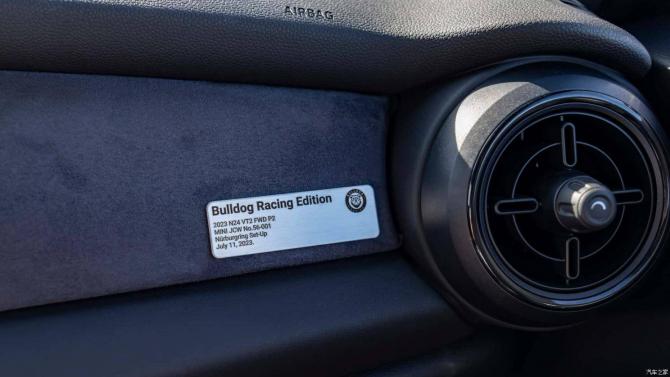 AIRBAG
Bulldog Racing Edition
2023 N24 VT2 FWD P2
MINI JCW No.56-001
Nürburgring Set-Up
July 11, 2023.
汽车之家